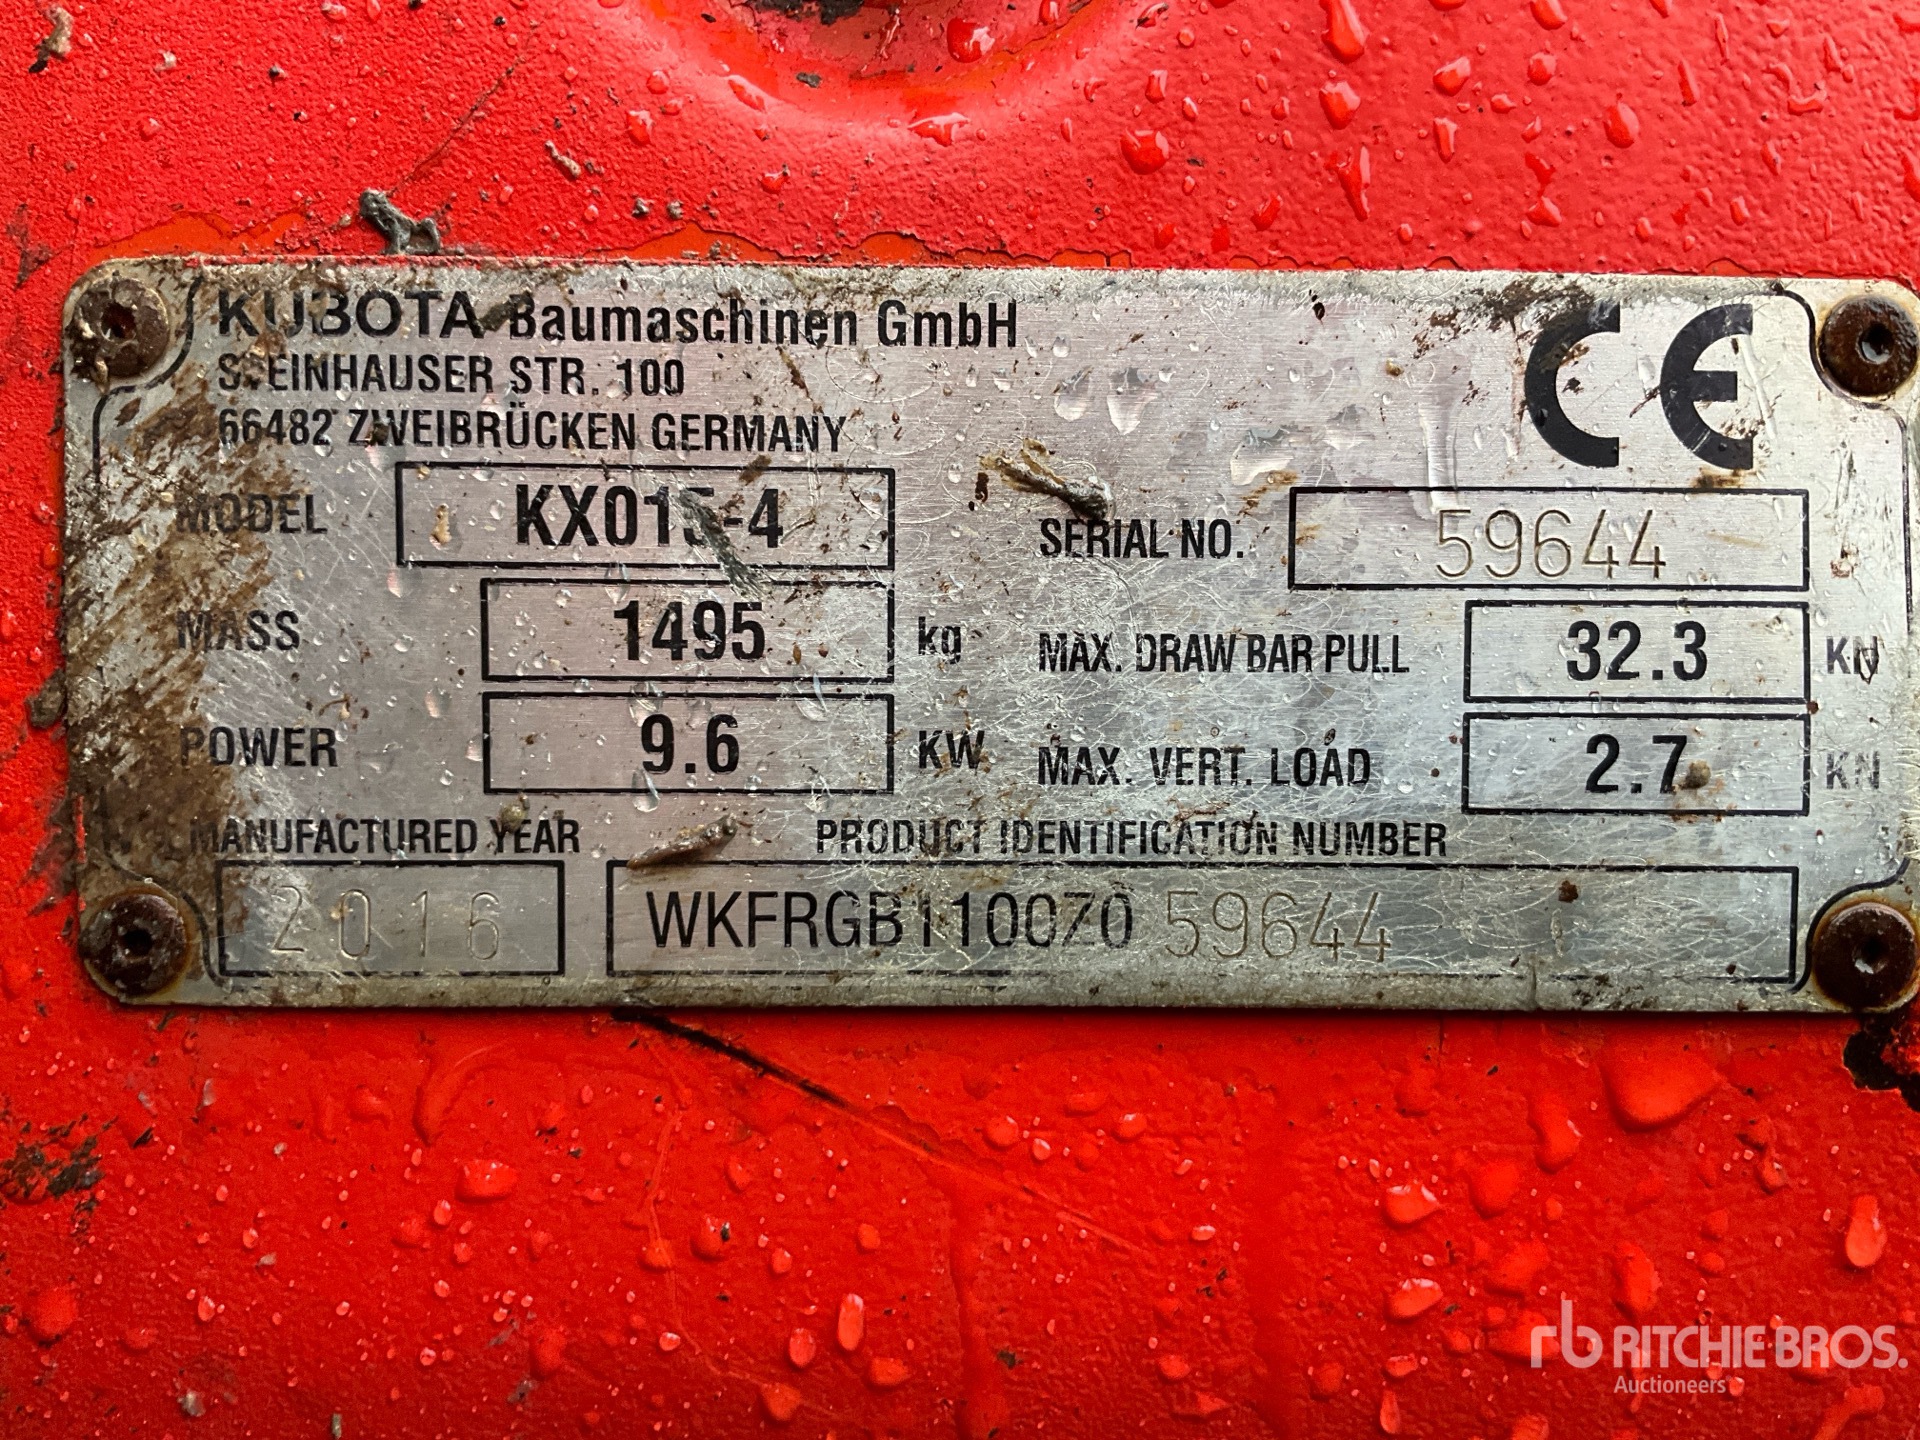 KUBOTA Baumaschinen GmbH
STEINHAUSER STR. 100
66482 ZWEIBRÜCKEN GERMANY
CE
MODEL KX015-4
SERIAL NO. 59644
MASS 1495 kg
MAX. DRAW BAR PULL 32.3 KN
POWER 9.6 KW
MAX. VERT. LOAD 2.7 KN
MANUFACTURED YEAR PRODUCT IDENTIFICATION NUMBER
2016 WKFRGB1100Z059644
rb RITCHIE BROS.
Auctioneers